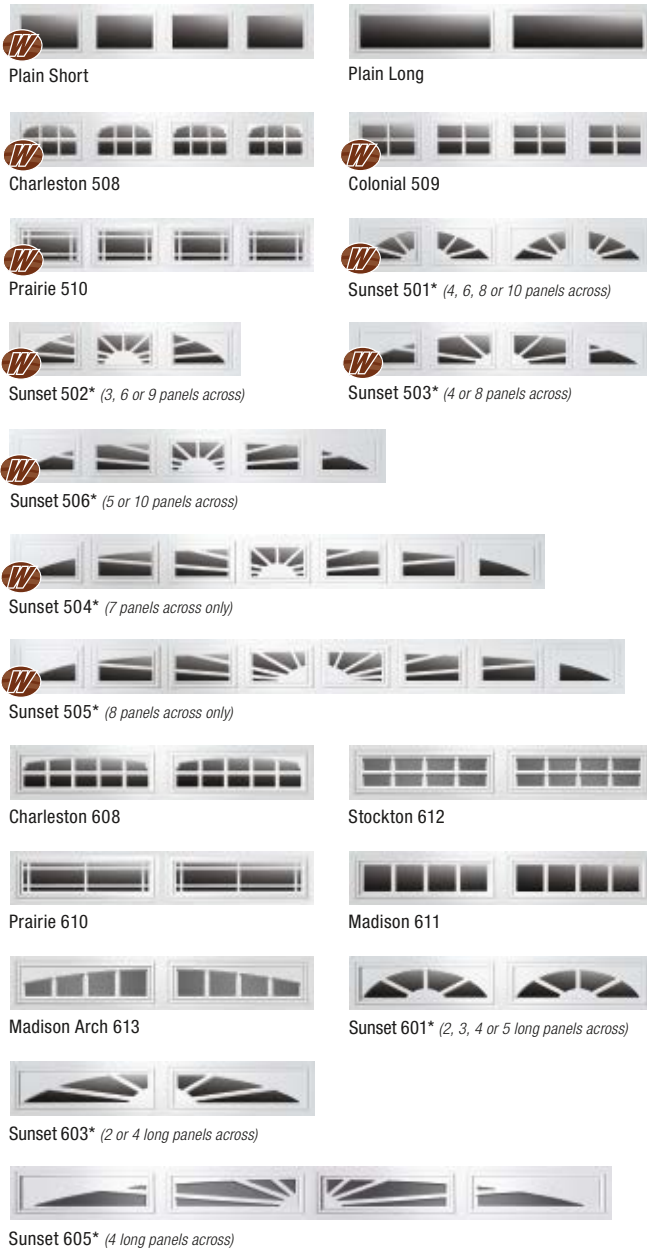 W
Plain Short
Plain Long
W
Charleston 508
W
Colonial 509
W
Prairie 510
W
Sunset 501* (4, 6, 8 or 10 panels across)
W
Sunset 502* (3, 6 or 9 panels across)
W
Sunset 503* (4 or 8 panels across)
W
Sunset 506* (5 or 10 panels across)
W
Sunset 504* (7 panels across only)
W
Sunset 505* (8 panels across only)
Charleston 608
Stockton 612
Prairie 610
Madison 611
Madison Arch 613
Sunset 601* (2, 3, 4 or 5 long panels across)
Sunset 603* (2 or 4 long panels across)
Sunset 605* (4 long panels across)